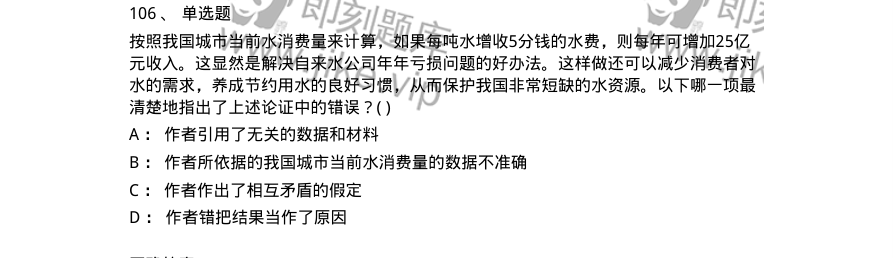 106 、 单选题
按照我国城市当前水消费量来计算，如果每吨水增收5分钱的水费，则每年可增加25亿
元收入。这显然是解决自来水公司年年亏损问题的好办法。这样做还可以减少消费者对
水的需求，养成节约用水的良好习惯，从而保护我国非常短缺的水资源。以下哪一项最
清楚地指出了上述论证中的错误？( )
A ： 作者引用了无关的数据和材料
B ： 作者所依据的我国城市当前水消费量的数据不准确
C ： 作者作出了相互矛盾的假定
D ： 作者错把结果当作了原因
即刻题库
www.jike.vip
即